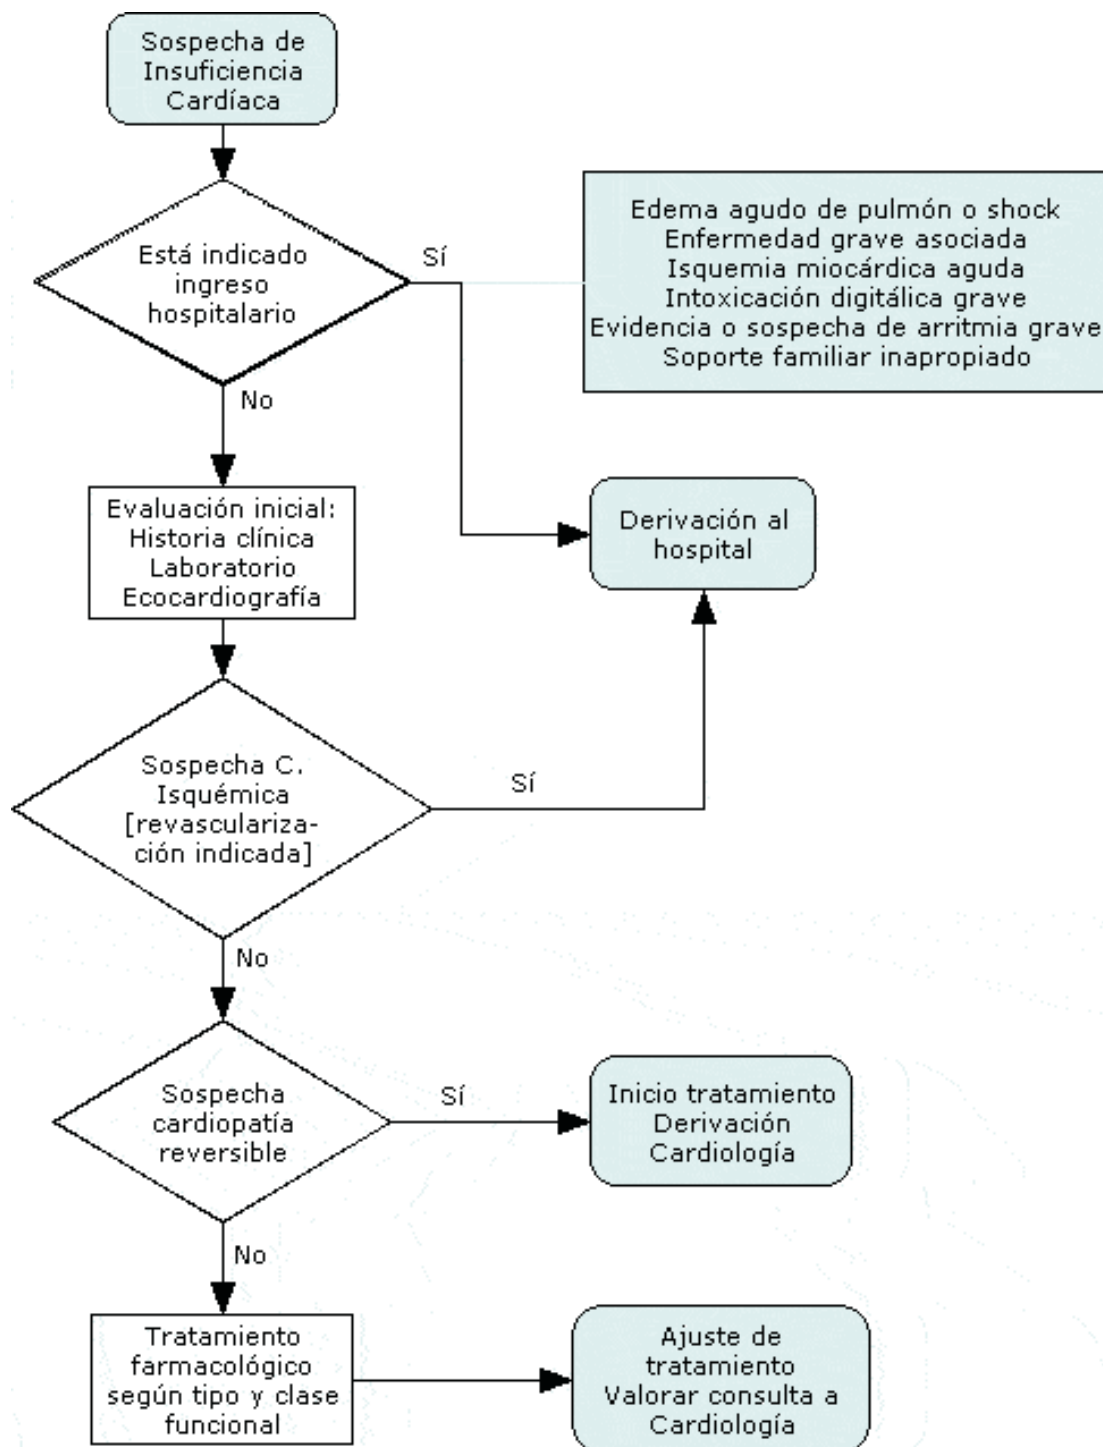 Sospecha de
Insuficiencia
Cardíaca
Está indicado
ingreso
hospitalario
Sí
Edema agudo de pulmón o shock
Enfermedad grave asociada
Isquemia miocárdica aguda
Intoxicación digitálica grave
Evidencia o sospecha de arritmia grave
Soporte familiar inapropiado
No
Evaluación inicial:
Historia clínica
Laboratorio
Ecocardiografía
Derivación al
hospital
Sospecha C.
Isquémica
[revasculariza-
ción indicada]
Sí
No
Sospecha
cardiopatía
reversible
Sí
Inicio tratamiento
Derivación
Cardiología
No
Tratamiento
farmacológico
según tipo y clase
funcional
Ajuste de
tratamiento
Valorar consulta a
Cardiología